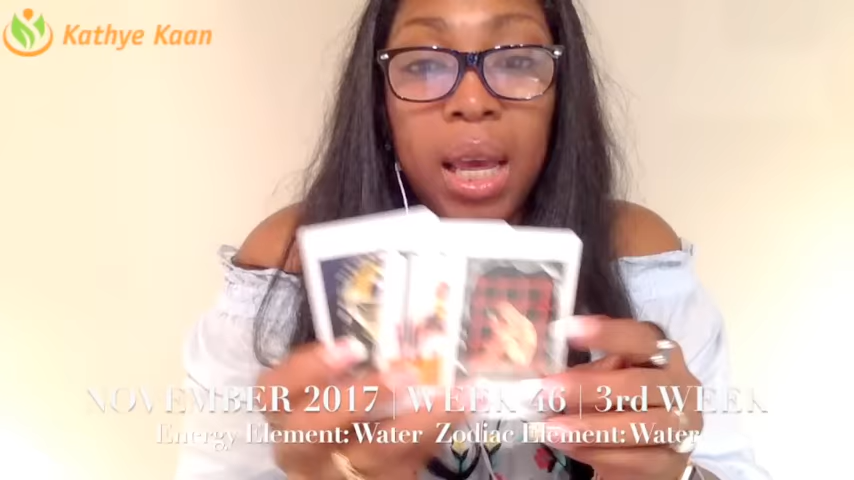 Kathye Kaan
NOVEMBER 2017 | WEEK 46 | 3rd WEEK
Energy Element: Water Zodiac Element: Water